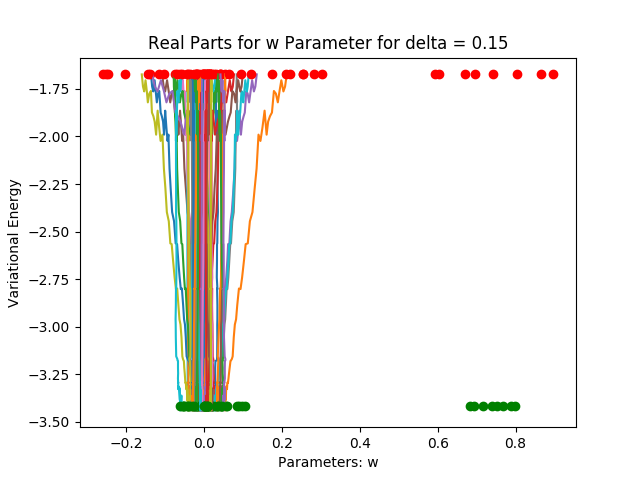 Real Parts for w Parameter for delta = 0.15
Variational Energy
−1.75
−2.00
−2.25
−2.50
−2.75
−3.00
−3.25
−3.50
−0.2 0.0 0.2 0.4 0.6 0.8
Parameters: w